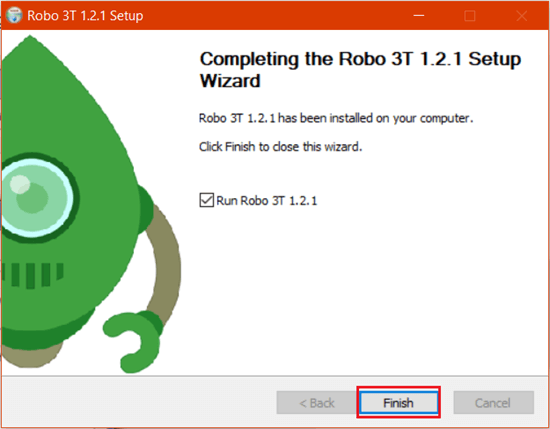 Robo 3T 1.2.1 Setup
Completing the Robo 3T 1.2.1 Setup
Wizard
Robo 3T 1.2.1 has been installed on your computer.
Click Finish to close this wizard.
Run Robo 3T 1.2.1
< Back
Finish
Cancel